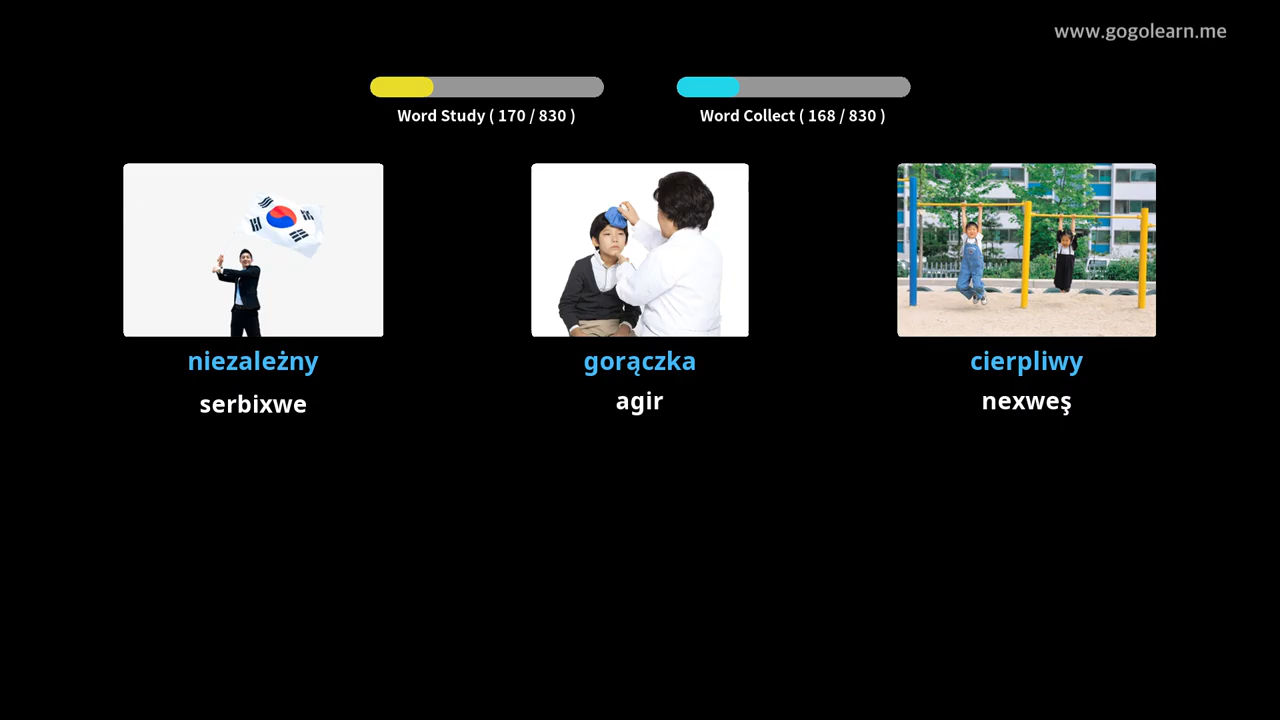 www.gogolearn.me
Word Study ( 170 / 830 )
Word Collect ( 168 / 830 )
niezależny
gorączka
cierpliwy
serbixwe
agir
nexweş